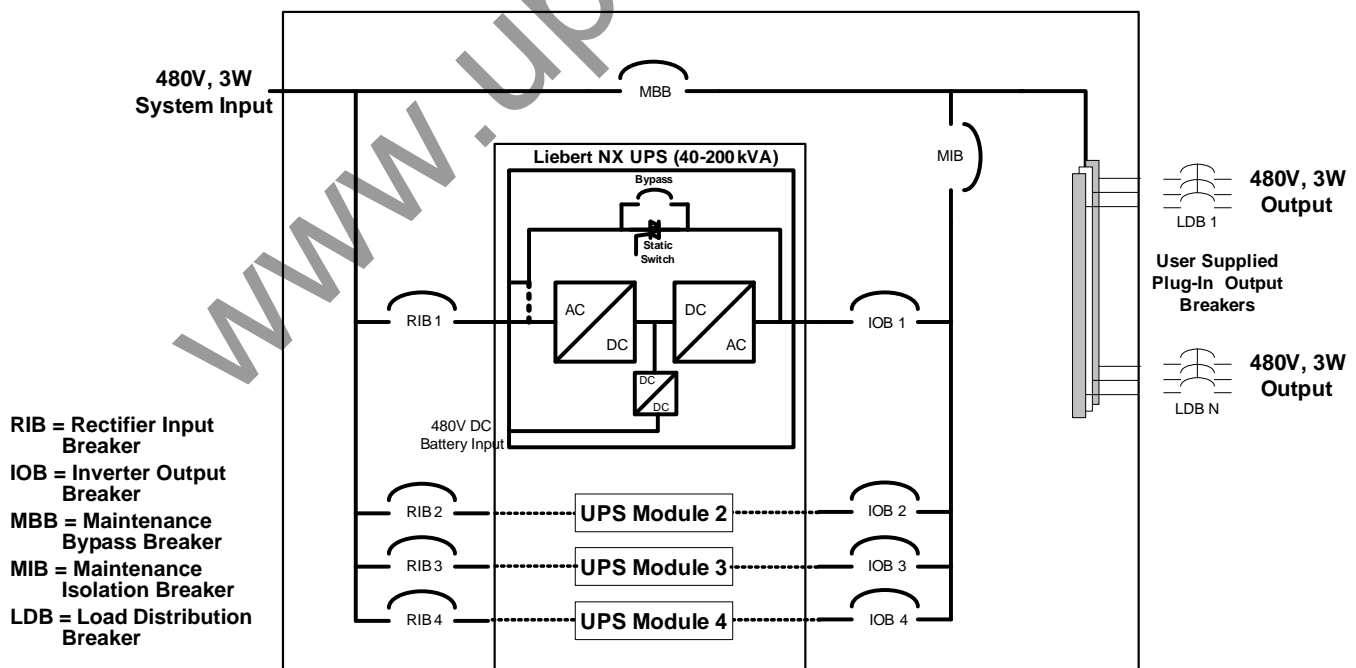 www.up
480V, 3W
System Input
MBB
MIB
Liebert NX UPS (40-200 kVA)
Bypass
Static
Switch
RIB 1
AC
DC
DC
AC
IOB 1
DC
DC
480V DC
Battery Input
LDB 1
480V, 3W
Output
User Supplied
Plug-In Output
Breakers
LDB N
480V, 3W
Output
RIB 2
UPS Module 2
IOB 2
RIB 3
UPS Module 3
IOB 3
RIB 4
UPS Module 4
IOB 4
RIB = Rectifier Input
Breaker
IOB = Inverter Output
Breaker
MBB = Maintenance
Bypass Breaker
MIB = Maintenance
Isolation Breaker
LDB = Load Distribution
Breaker